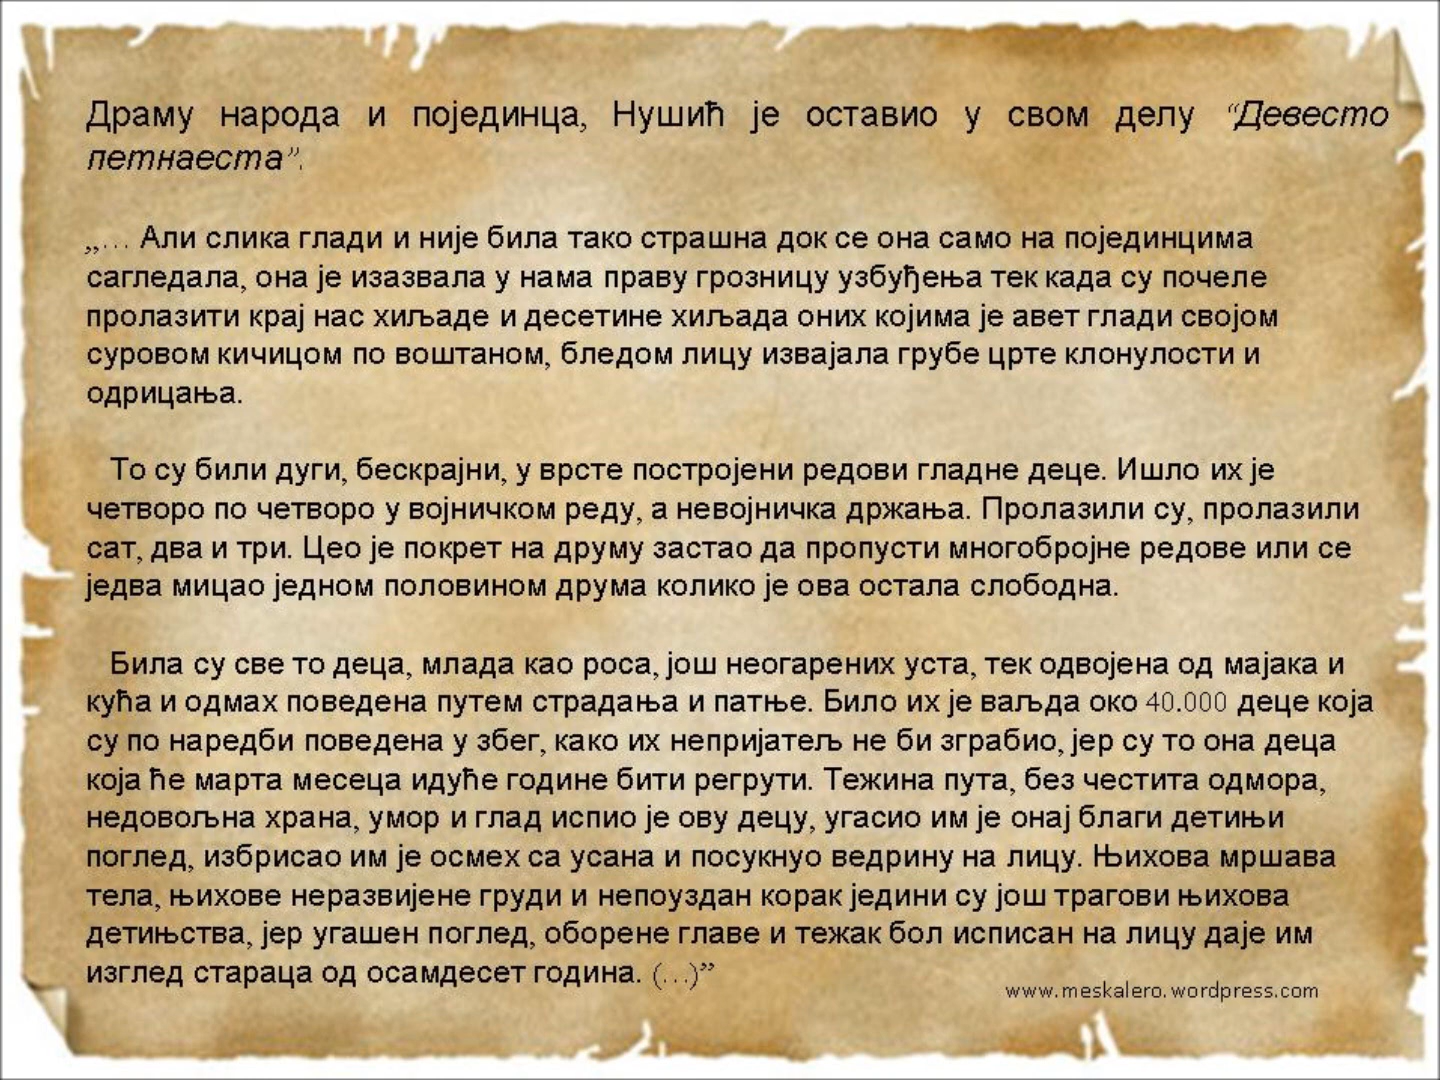 Драму народа и појединца, Нушић је оставио у свом делу “Девесто
петнаеста”.
„… Али слика глади и није била тако страшна док се она само на појединцима
сагледала, она је изазвала у нама праву грозницу узбуђења тек када су почеле
пролазити крај нас хиљаде и десетине хиљада оних којима је авет глади својом
суровом кичицом по воштаном, бледом лицу извајала грубе црте клонулости и
одрицања.
То су били дуги, бескрајни, у врсте построjени редови гладне деце. Ишло их је
четворо по четворо у војничком реду, а невојничка држања. Пролазили су, пролазили
сат, два и три. Цео је покрет на друму застао да пропусти многобројне редове или се
једва мицао једном половином друма колико је ова остала слободна.
Била су све то деца, млада као роса, још неогарених уста, тек одвојена од мајака и
кућа и одмах поведена путем страдања и патње. Било их је ваљда око 40.000 деце која
су по наредби поведена у збег, како их непријатељ не би зграбио, јер су то она деца
која ће марта месеца идуће године бити регрути. Тежина пута, без честита одмора,
недовољна храна, умор и глад испио је ову децу, угасио им је онај благи детињи
поглед, избрисао им је осмех са усана и посукнуо ведрину на лицу. Њихова мршава
тела, њихове неразвијене груди и непоуздан корак једини су још трагови њихова
детињства, јер угашен поглед, оборене главе и тежак бол исписан на лицу даје им
изглед стараца од осамдесет година. (…)”
www.meskalero.wordpress.com